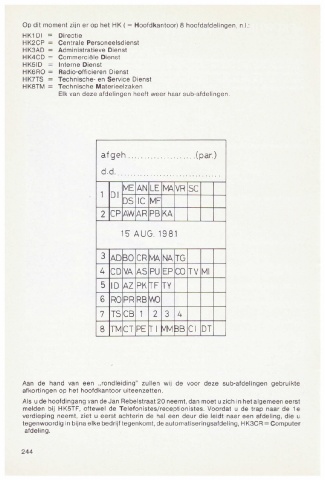 Op dit moment zijn er op het HK ( = Hoofdkantoor) 8 hoofdafdelingen, n.l.:
HK1DI = Directie
HK2CP = Centrale Personeelsdienst
HK3AD = Administratieve Dienst
HK4CD = Commerciële Dienst
HK5ID = Interne Dienst
HK6RO = Radio-officieren Dienst
HK7TS = Technische- en Service Dienst
HK8TM = Technische Materieelzaken
Elk van deze afdelingen heeft weer haar sub-afdelingen.
afgeh ..................... (par.)
d.d. .................................
1 DI ME AN LE MA VR SC
DS IC MF
2 CP AW AR PB KA
15 AUG. 1981
3 AD BO CR MA NA TG
4 CD VA AS PU EP CO TV MI
5 ID AZ PK TF TY
6 RO PR RB WO
7 TS CB 1 2 3 4
8 TM CT PE TI MM BB CI DT
Aan de hand van een „rondleiding" zullen wij de voor deze sub-afdelingen gebruikte
afkortingen op het hoofdkantoor uiteenzetten.
Als u de hoofdingang van de Jan Rebelstraat 20 neemt, dan moet u zich in het algemeen eerst
melden bij HK5TF, oftewel de Telefonistes/receptionistes. Voordat u de trap naar de 1e
verdieping neemt, ziet u eerst achterin de hal een deur die leidt naar een afdeling, die u
tegenwoordig in bijna elke bedrijf tegenkomt, de automatiseringsafdeling, HK3CR = Computer
afdeling.
244